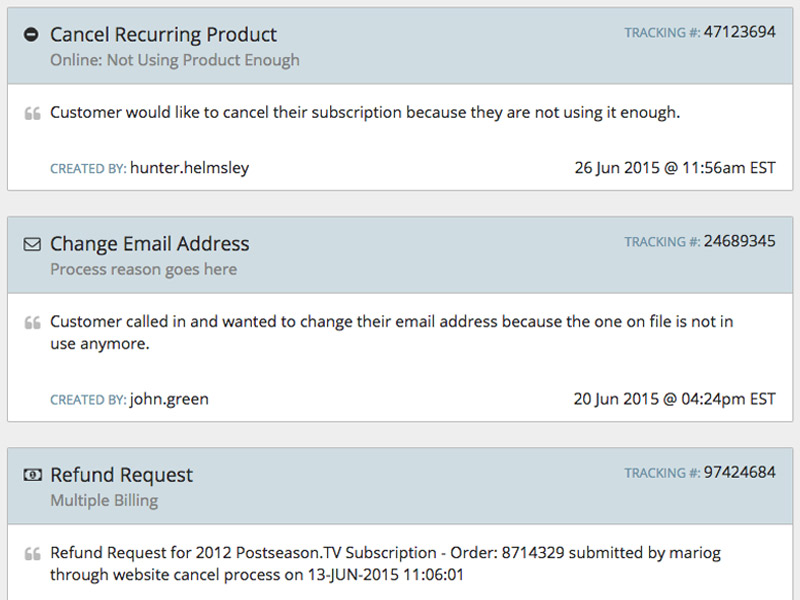 Cancel Recurring Product
TRACKING #: 47123694
Online: Not Using Product Enough
Customer would like to cancel their subscription because they are not using it enough.
CREATED BY: hunter.helmsley
26 Jun 2015 @ 11:56am EST
Change Email Address
TRACKING #: 24689345
Process reason goes here
Customer called in and wanted to change their email address because the one on file is not in
use anymore.
CREATED BY: john.green
20 Jun 2015 @ 04:24pm EST
Refund Request
TRACKING #: 97424684
Multiple Billing
Refund Request for 2012 Postseason.TV Subscription - Order: 8714329 submitted by mariog
through website cancel process on 13-JUN-2015 11:06:01